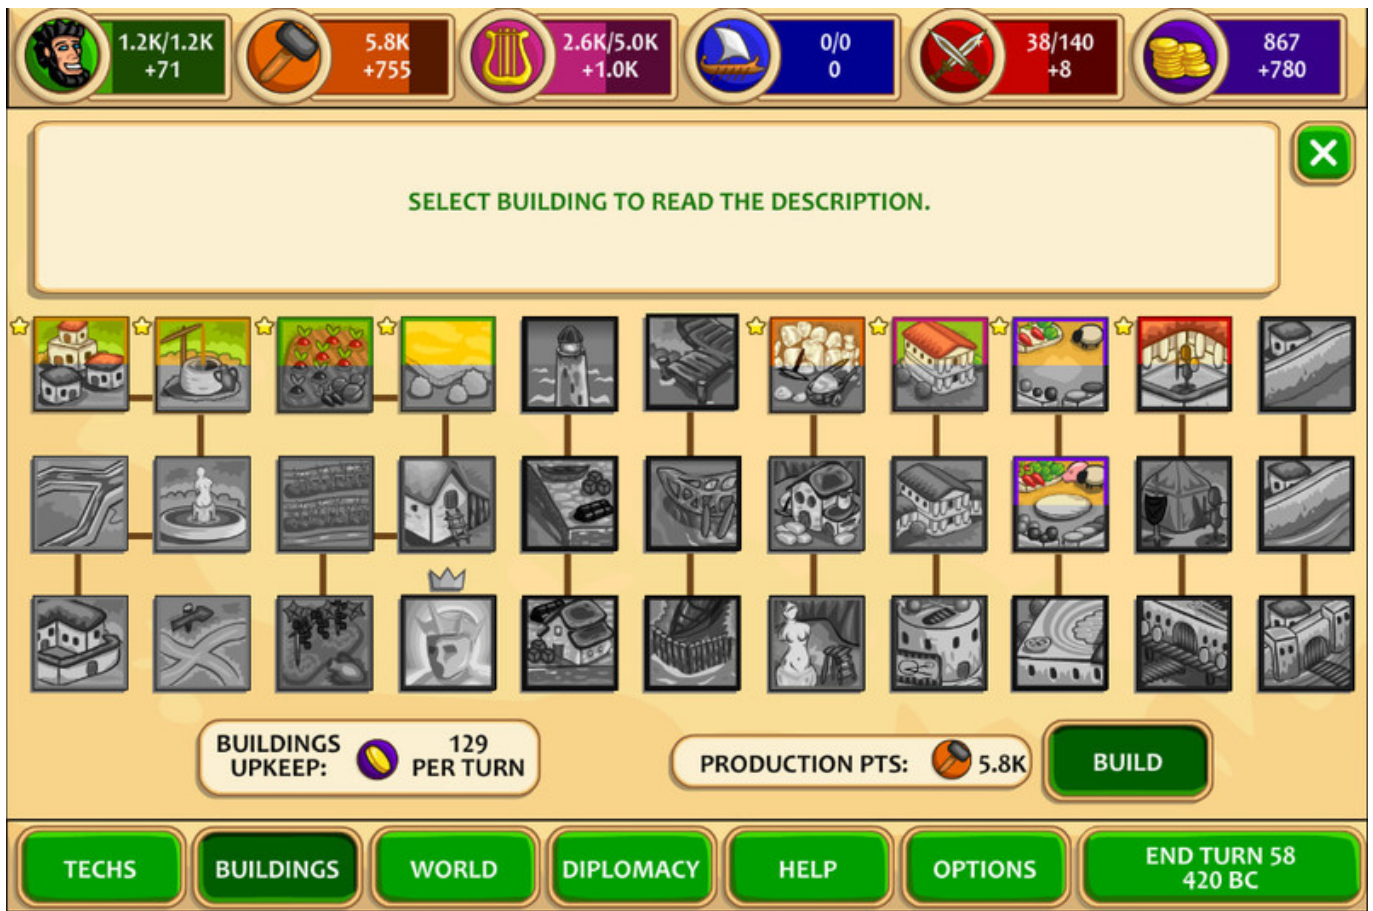 1.2K/1.2K
+71
5.8K
+755
2.6K/5.0K
+1.0K
0/0
0
38/140
+8
867
+780
SELECT BUILDING TO READ THE DESCRIPTION.
BUILDINGS UPKEEP:
129 PER TURN
PRODUCTION PTS:
5.8K
BUILD
TECHS
BUILDINGS
WORLD
DIPLOMACY
HELP
OPTIONS
END TURN 58
420 BC